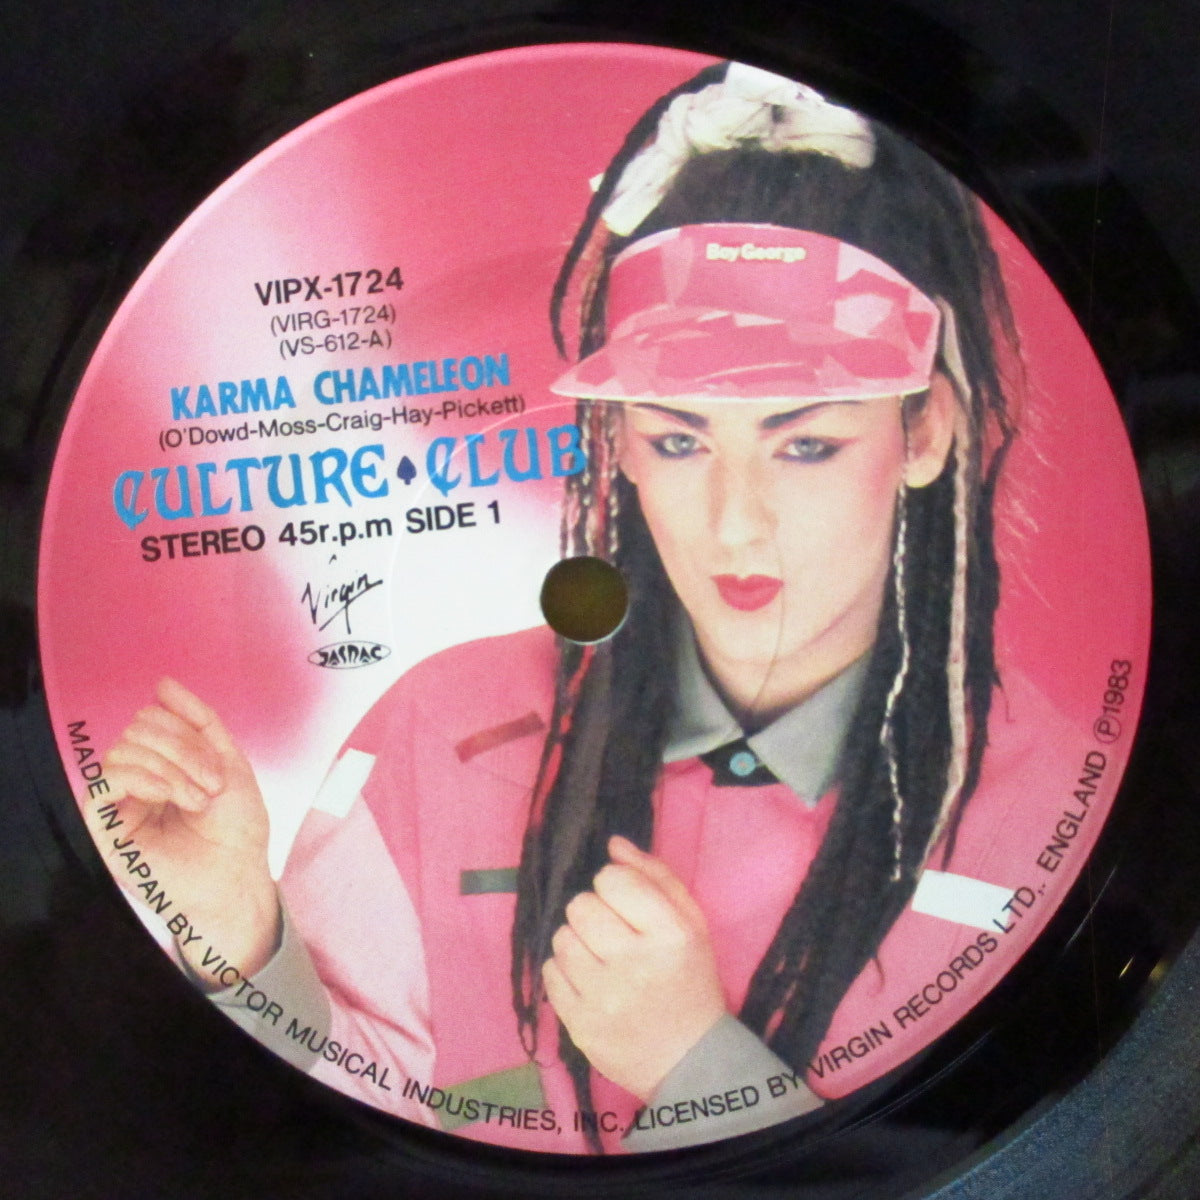 Boy George
VIPX-1724
(VIRG-1724)
(VS-612-A)
KARMA CHAMELEON
(O'Dowd-Moss-Craig-Hay-Pickett)
CULTURE♠CLUB
STEREO 45r.p.m SIDE 1
Virgin
JASRAC
MADE IN JAPAN BY VICTOR MUSICAL INDUSTRIES, INC. LICENSED BY VIRGIN RECORDS LTD,. ENGLAND ℗1983